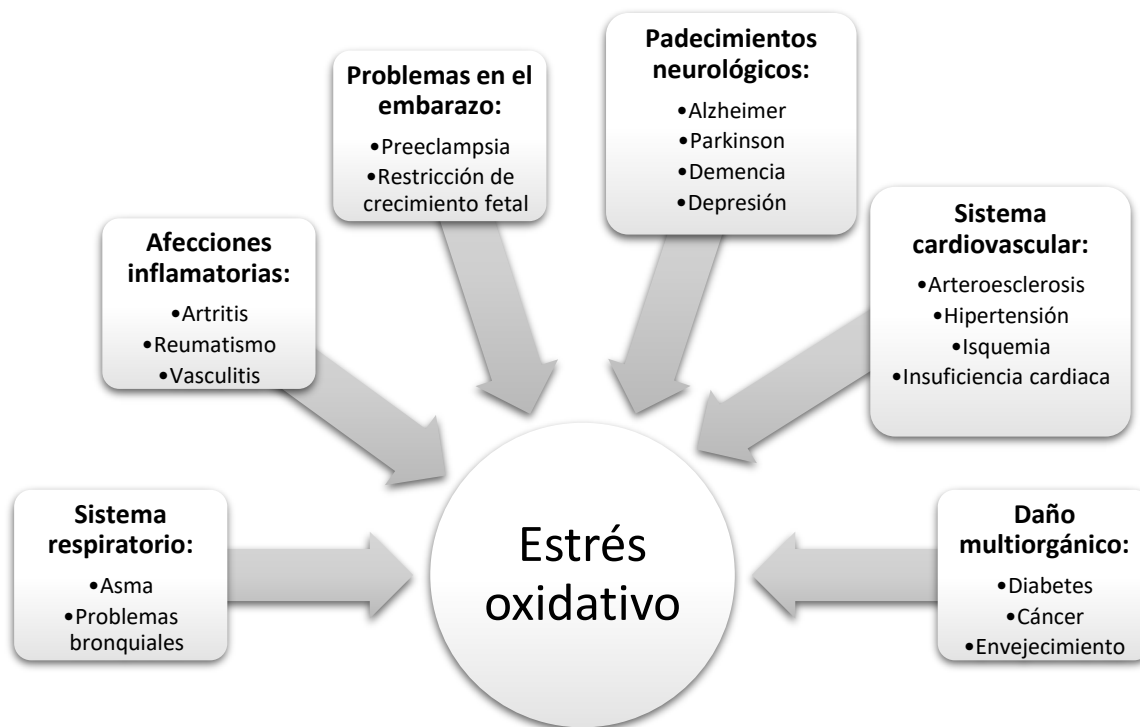 Sistema
respiratorio:
•Asma
•Problemas
bronquiales
Afecciones
inflamatorias:
•Artritis
•Reumatismo
•Vasculitis
Problemas en el
embarazo:
•Preeclampsia
•Restricción de
crecimiento fetal
Padecimientos
neurológicos:
•Alzheimer
•Parkinson
•Demencia
•Depresión
Sistema
cardiovascular:
•Arteroesclerosis
•Hipertensión
•Isquemia
•Insuficiencia cardiaca
Daño
multiorgánico:
•Diabetes
•Cáncer
•Envejecimiento
Estrés
oxidativo